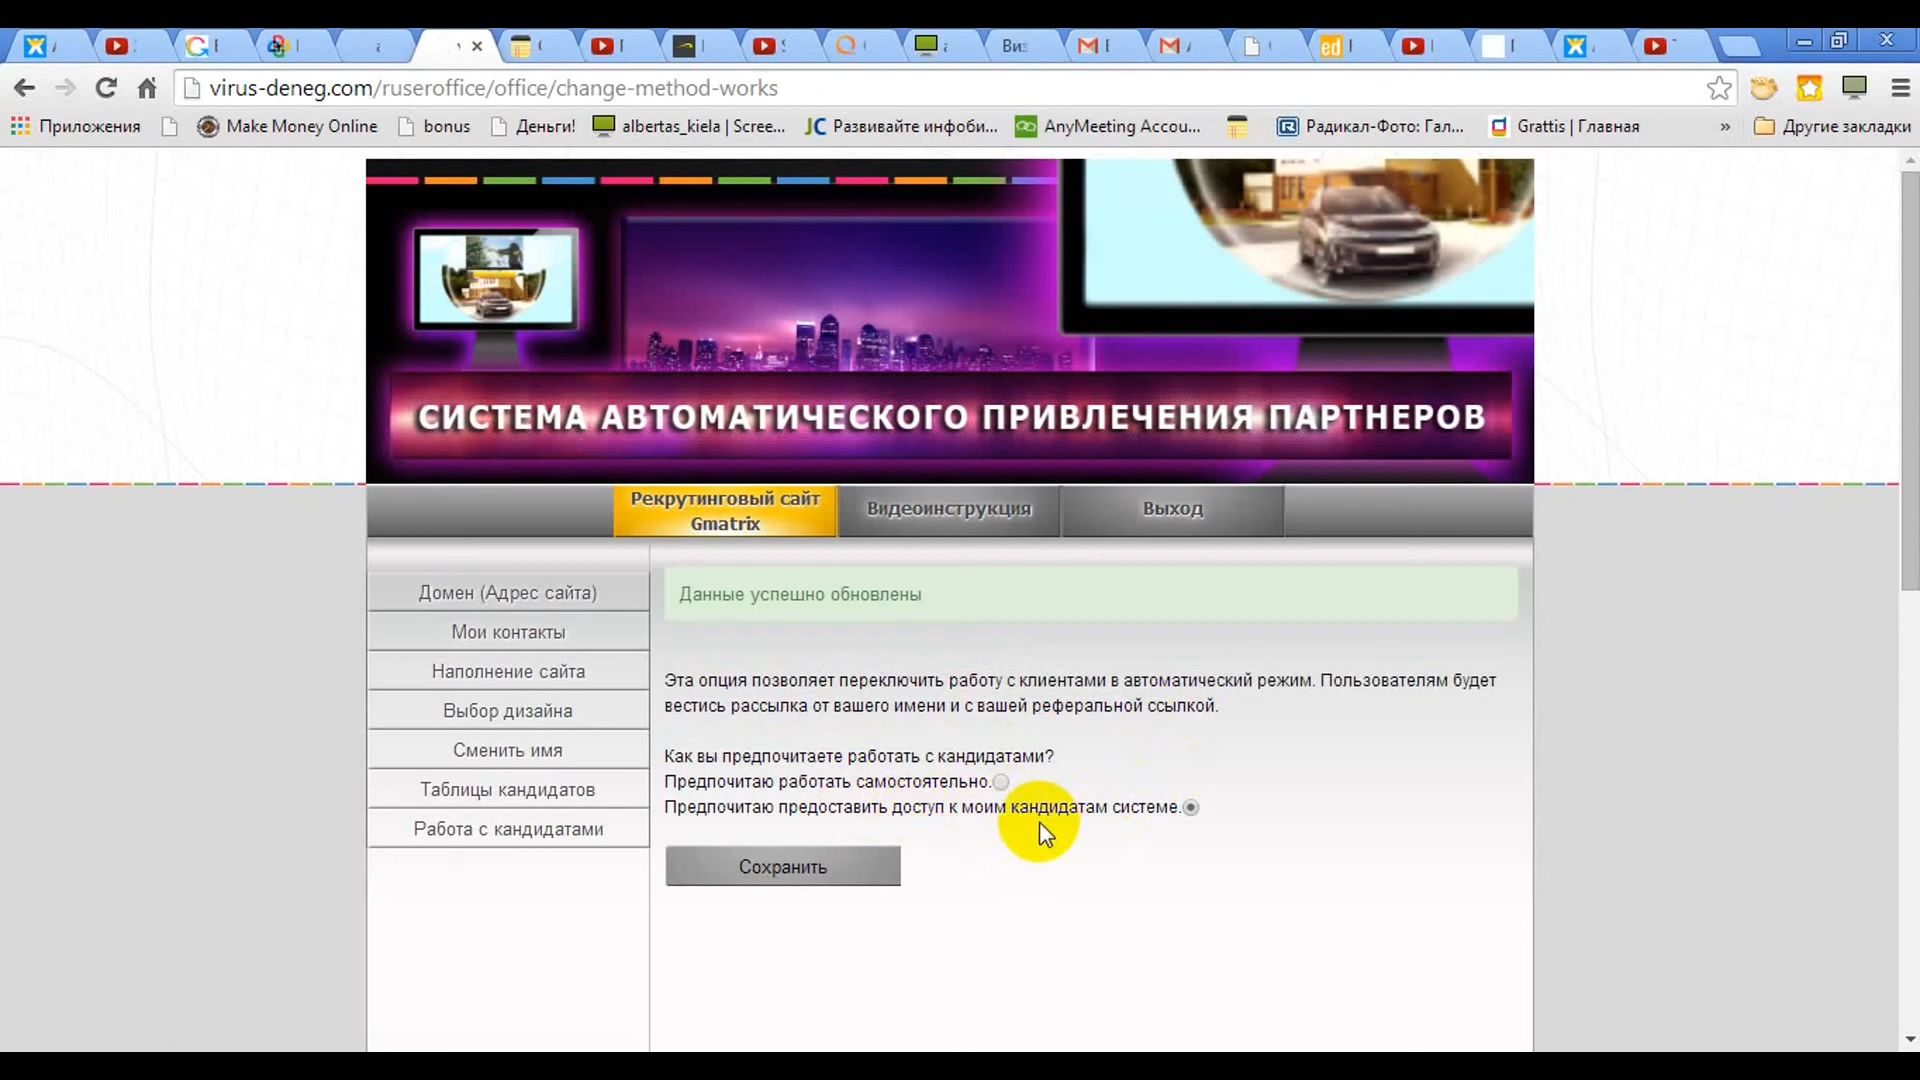 virus-deneg.com/ruseroffice/office/change-method-works
Приложения
Make Money Online
bonus
Деньги!
albertas_kiela | Scree...
Развивайте инфоби...
AnyMeeting Accou...
Радикал-Фото: Гал...
Grattis | Главная
»
Другие закладки
СИСТЕМА АВТОМАТИЧЕСКОГО ПРИВЛЕЧЕНИЯ ПАРТНЕРОВ
Рекрутинговый сайт
Gmatrix
Видеоинструкция
Выход
Домен (Адрес сайта)
Мои контакты
Наполнение сайта
Выбор дизайна
Сменить имя
Таблицы кандидатов
Работа с кандидатами
Данные успешно обновлены
Эта опция позволяет переключить работу с клиентами в автоматический режим. Пользователям будет
вестись рассылка от вашего имени и с вашей реферальной ссылкой.
Как вы предпочитаете работать с кандидатами?
Предпочитаю работать самостоятельно.
Предпочитаю предоставить доступ к моим кандидатам системе.
Сохранить